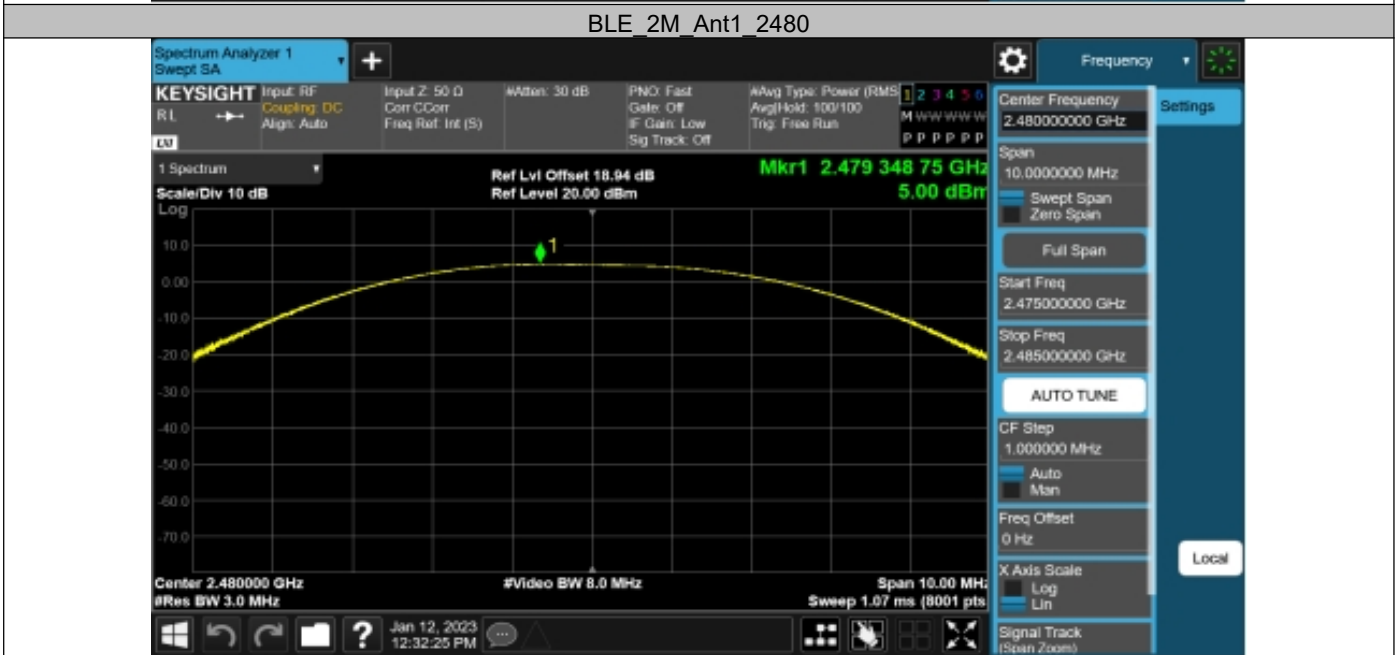 BLE_2M_Ant1_2480
Spectrum Analyzer 1
Swept SA
+
Frequency
KEYSIGHT
RL
LXI
Input: RF
Coupling: DC
Align: Auto
Input Z: 50 Ω
Corr CCorr
Freq Ref: Int (S)
#Atten: 30 dB
PNO: Fast
Gate: Off
IF Gain: Low
Sig Track: Off
#Avg Type: Power (RMS
Avg|Hold: 100/100
Trig: Free Run
1 2 3 4 5 6
M W W W W W
P P P P P P
Center Frequency
2.480000000 GHz
Settings
Span
10.0000000 MHz
Swept Span
Zero Span
Full Span
Start Freq
2.475000000 GHz
Stop Freq
2.485000000 GHz
AUTO TUNE
CF Step
1.000000 MHz
Auto
Man
Freq Offset
0 Hz
X Axis Scale
Log
Lin
Signal Track
(Span Zoom)
Local
1 Spectrum
Scale/Div 10 dB
Ref Lvl Offset 18.94 dB
Ref Level 20.00 dBm
Mkr1 2.479 348 75 GHz
5.00 dBm
Log
1
10.0
0.00
-10.0
-20.0
-30.0
-40.0
-50.0
-60.0
-70.0
Center 2.480000 GHz
#Res BW 3.0 MHz
#Video BW 8.0 MHz
Span 10.00 MHz
Sweep 1.07 ms (8001 pts
?
Jan 12, 2023
12:32:25 PM